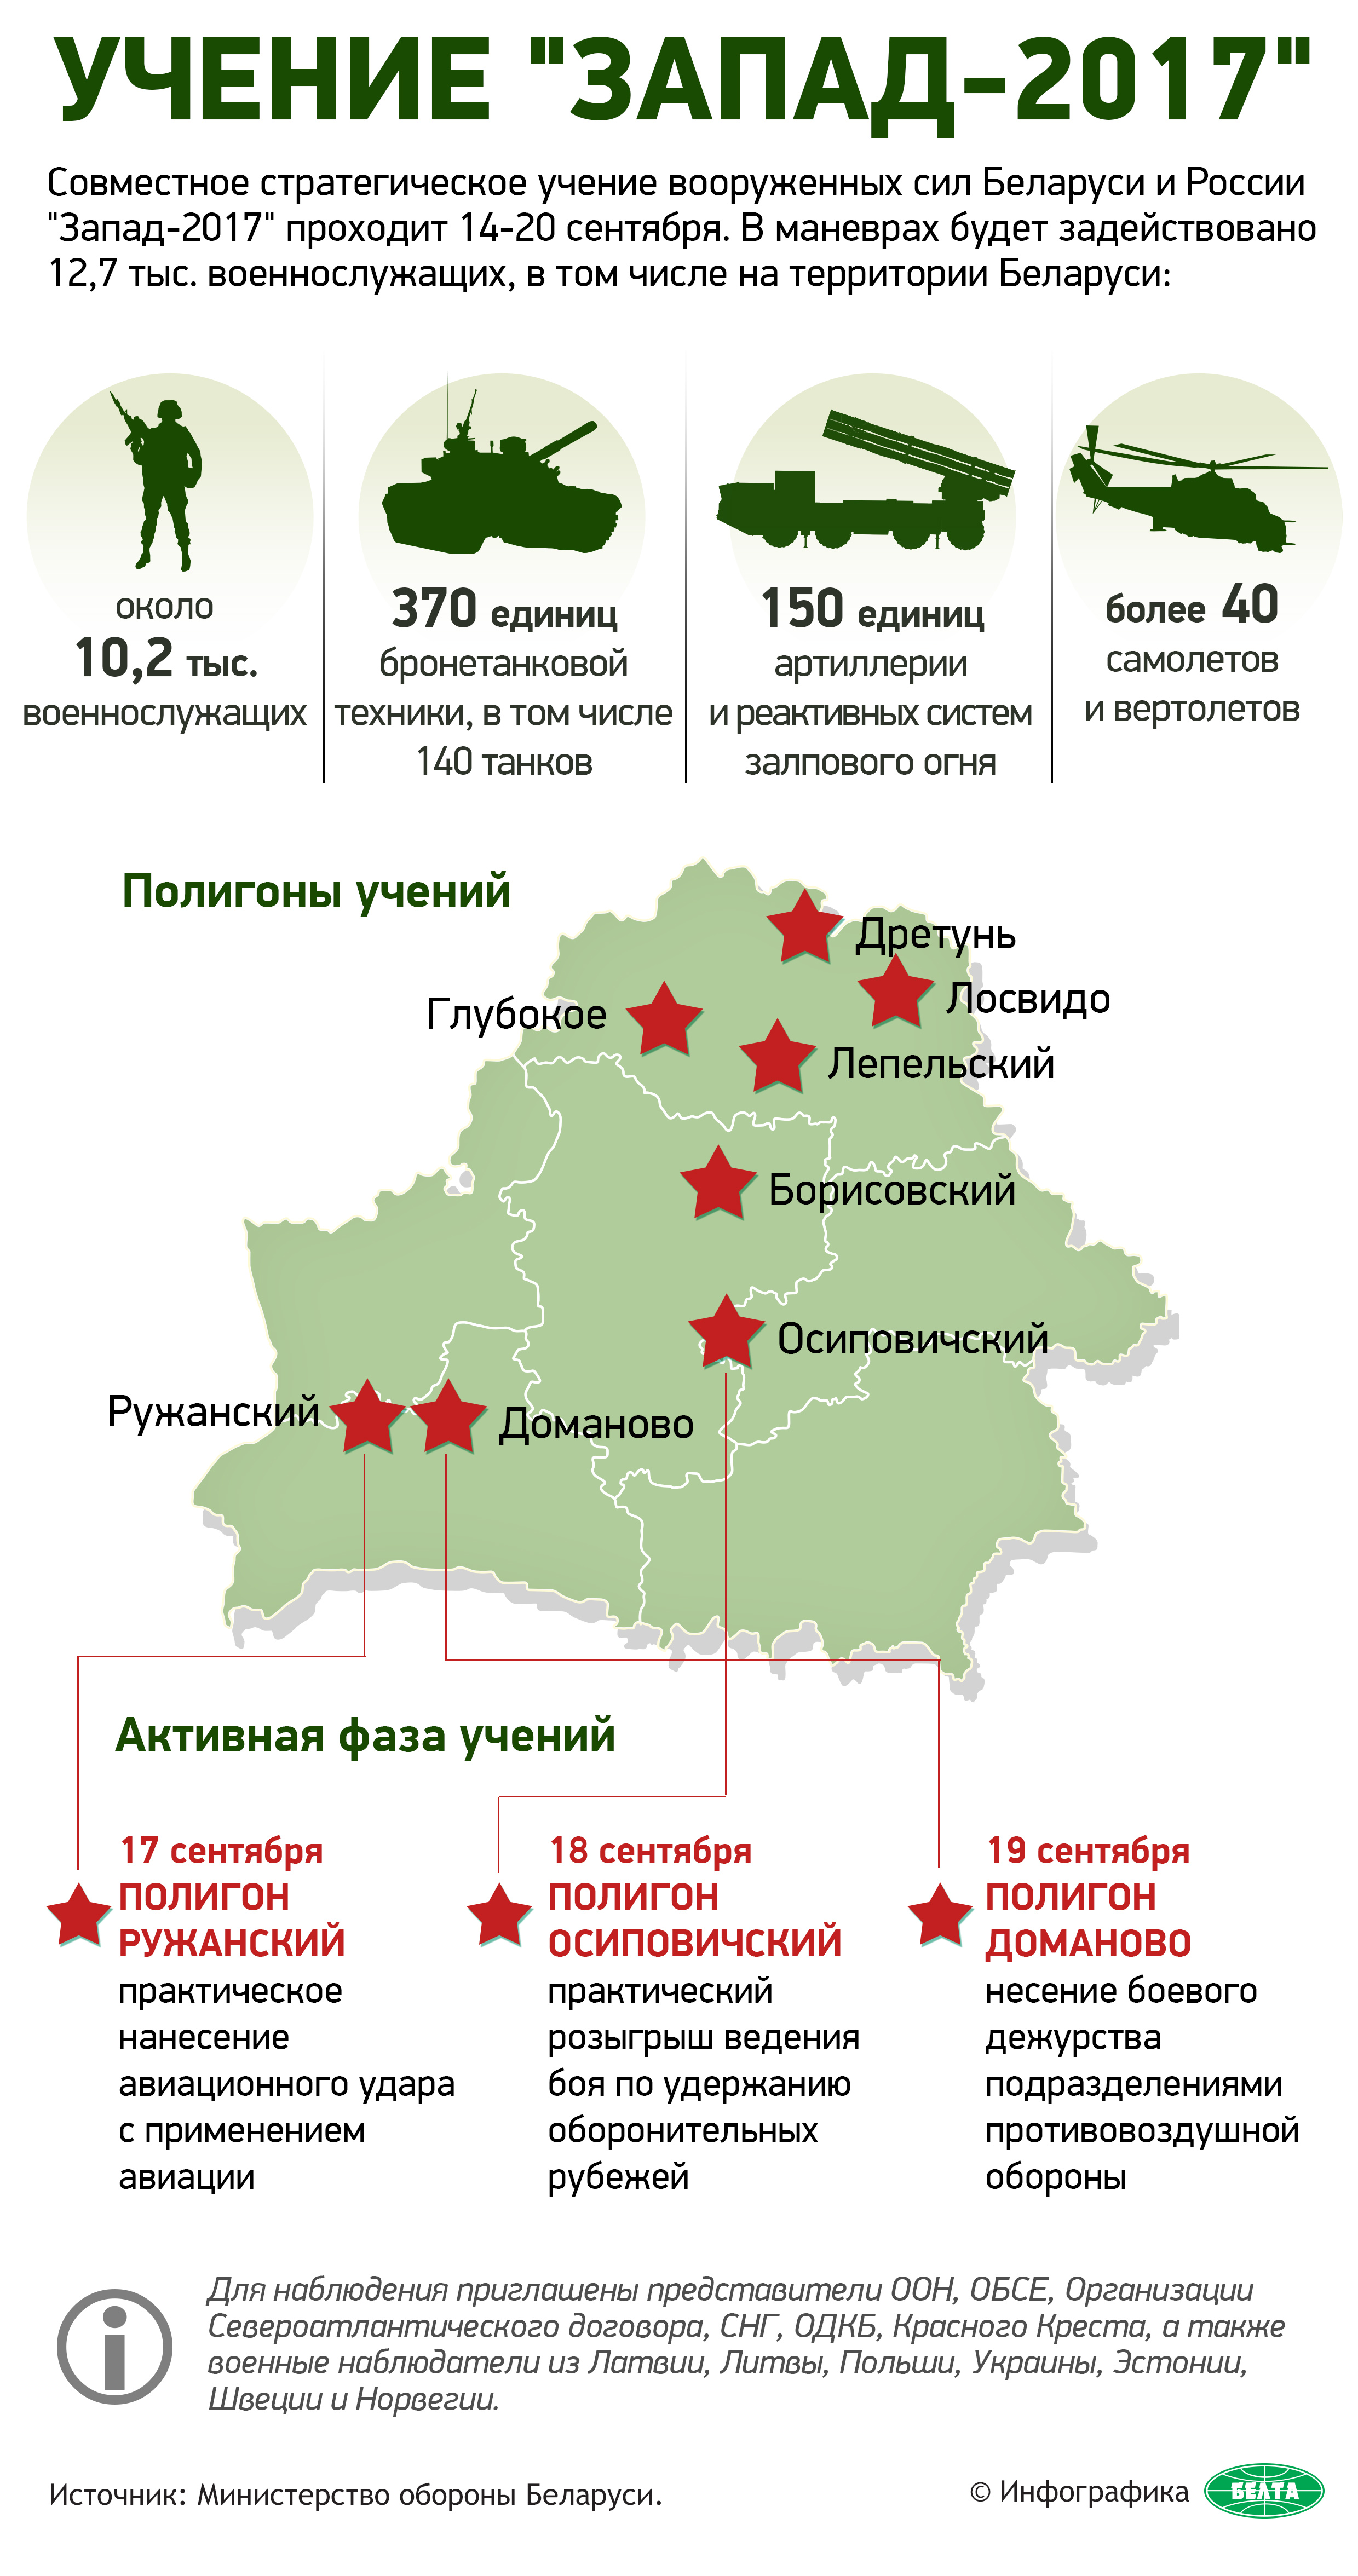 УЧЕНИЕ "ЗАПАД-2017"
Совместное стратегическое учение вооруженных сил Беларуси и России
"Запад-2017" проходит 14-20 сентября. В маневрах будет задействовано
12,7 тыс. военнослужащих, в том числе на территории Беларуси:
около
10,2 тыс.
военнослужащих
370 единиц
бронетанковой
техники, в том числе
140 танков
150 единиц
артиллерии
и реактивных систем
залпового огня
более 40
самолетов
и вертолетов
Полигоны учений
Дретунь
Лосвидо
Глубокое
Лепельский
Борисовский
Осиповичский
Ружанский
Доманово
Активная фаза учений
17 сентября
ПОЛИГОН
РУЖАНСКИЙ
практическое
нанесение
авиационного удара
с применением
авиации
18 сентября
ПОЛИГОН
ОСИПОВИЧСКИЙ
практический
розыгрыш ведения
боя по удержанию
оборонительных
рубежей
19 сентября
ПОЛИГОН
ДОМАНОВО
несение боевого
дежурства
подразделениями
противовоздушной
обороны
Для наблюдения приглашены представители ООН, ОБСЕ, Организации
Североатлантического договора, СНГ, ОДКБ, Красного Креста, а также
военные наблюдатели из Латвии, Литвы, Польши, Украины, Эстонии,
Швеции и Норвегии.
Источник: Министерство обороны Беларуси.
© Инфографика БЕЛТА